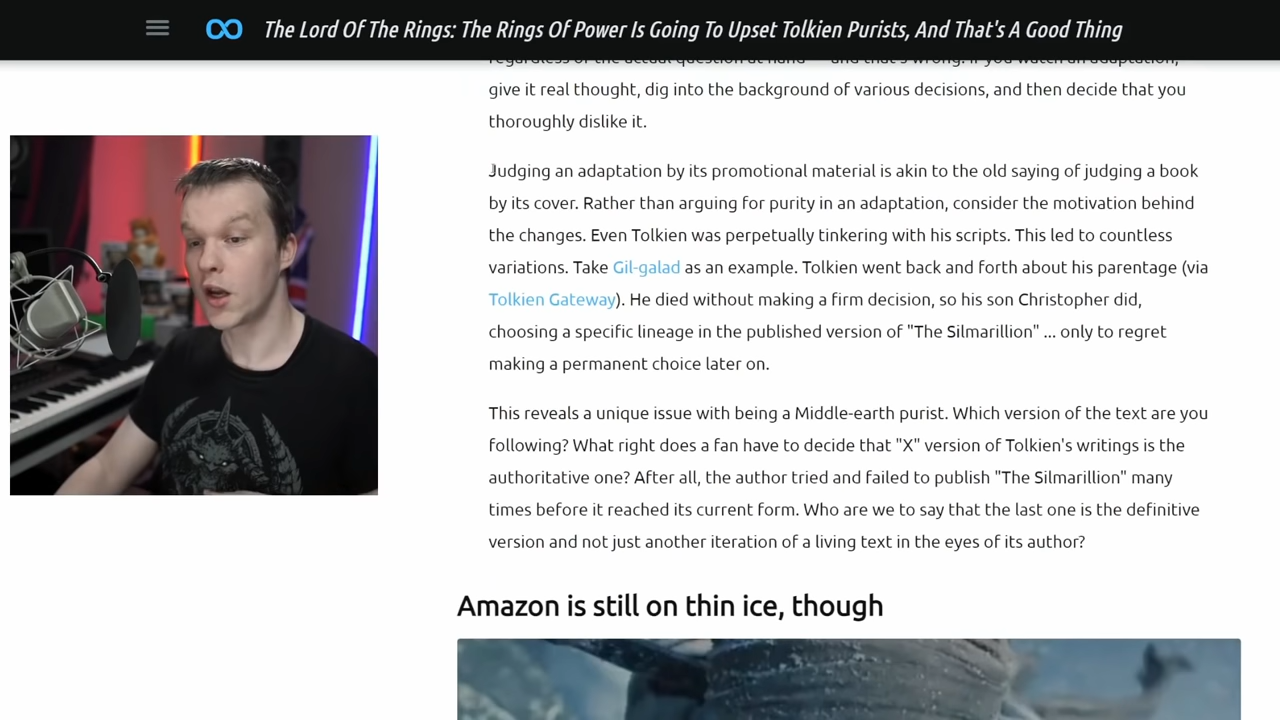 The Lord Of The Rings: The Rings Of Power Is Going To Upset Tolkien Purists, And That's A Good Thing
regardless of the actual question at hand — and that's wrong. If you watch an adaptation,
give it real thought, dig into the background of various decisions, and then decide that you
thoroughly dislike it.
Judging an adaptation by its promotional material is akin to the old saying of judging a book
by its cover. Rather than arguing for purity in an adaptation, consider the motivation behind
the changes. Even Tolkien was perpetually tinkering with his scripts. This led to countless
variations. Take Gil-galad as an example. Tolkien went back and forth about his parentage (via
Tolkien Gateway). He died without making a firm decision, so his son Christopher did,
choosing a specific lineage in the published version of "The Silmarillion" ... only to regret
making a permanent choice later on.
This reveals a unique issue with being a Middle-earth purist. Which version of the text are you
following? What right does a fan have to decide that "X" version of Tolkien's writings is the
authoritative one? After all, the author tried and failed to publish "The Silmarillion" many
times before it reached its current form. Who are we to say that the last one is the definitive
version and not just another iteration of a living text in the eyes of its author?
Amazon is still on thin ice, though